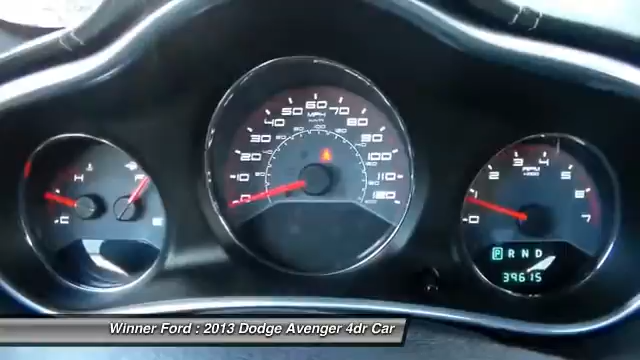 60
50 70
MPH
40 km/h 80
30 90
20 100
10 110
0 120
H
C
F
E
3 4
2 5
RPM
x1000
1 6
0 7
P R N D
39615
Winner Ford : 2013 Dodge Avenger 4dr Car